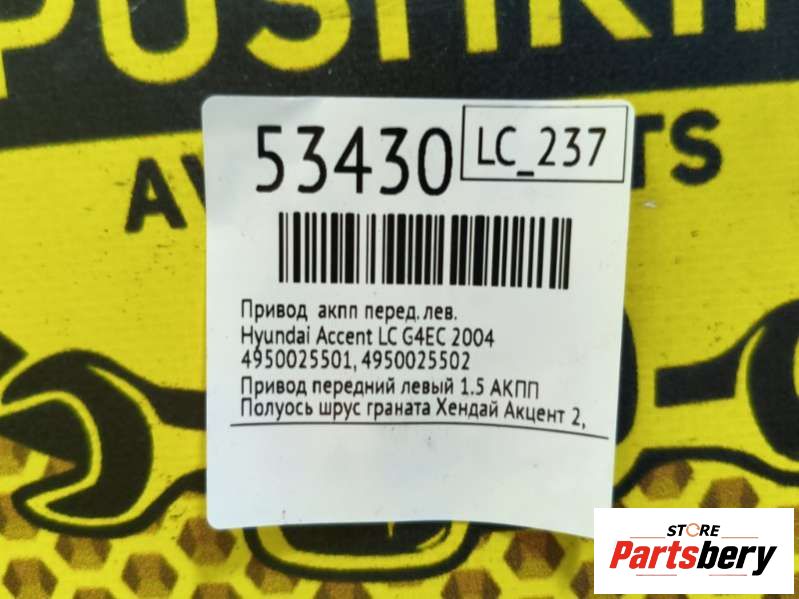 PUSHKIN
53430
LC_237
Привод акпп перед. лев.
Hyundai Accent LC G4EC 2004
4950025501, 4950025502
Привод передний левый 1.5 АКПП
Полуось шрус граната Хендай Акцент 2,
STORE
Partsbery